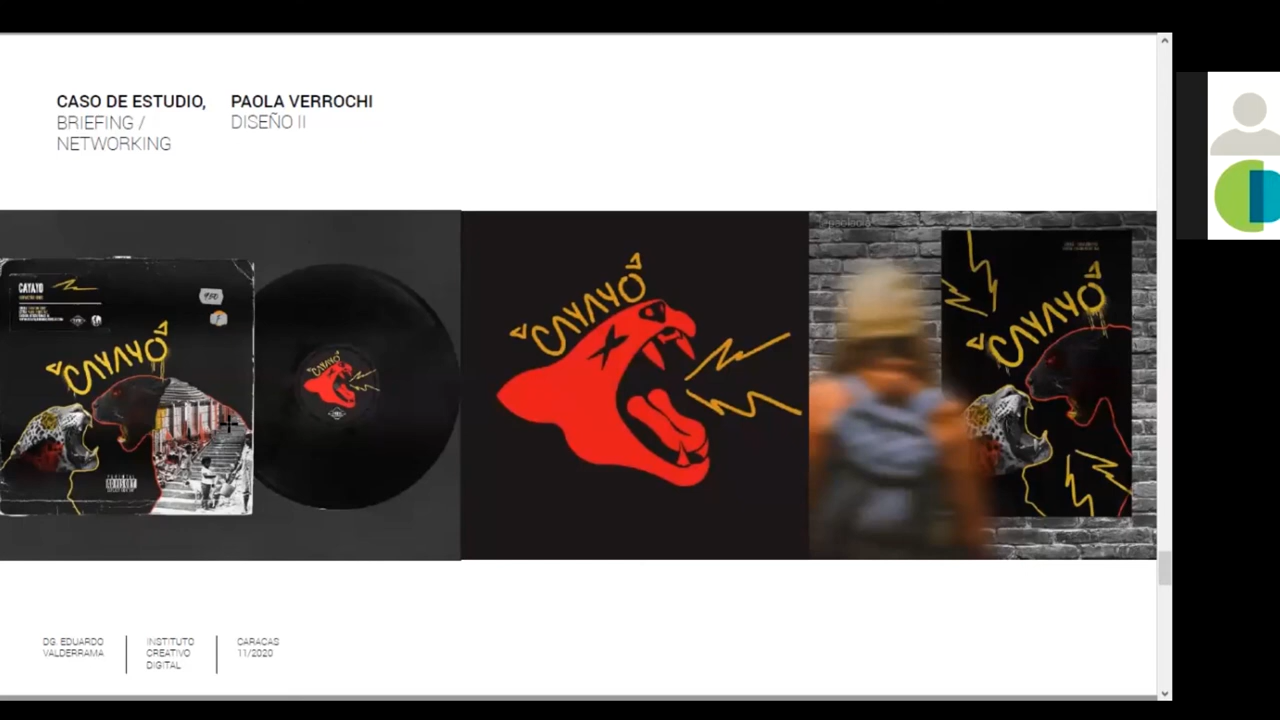 CASO DE ESTUDIO,
BRIEFING /
NETWORKING
PAOLA VERROCHI
DISEÑO II
CAYAYO
CAYAYO
CAYAYO
CAYAYO
CAYAYO
DG. EDUARDO
VALDERRAMA
INSTITUTO
CREATIVO
DIGITAL
CARACAS
11/2020